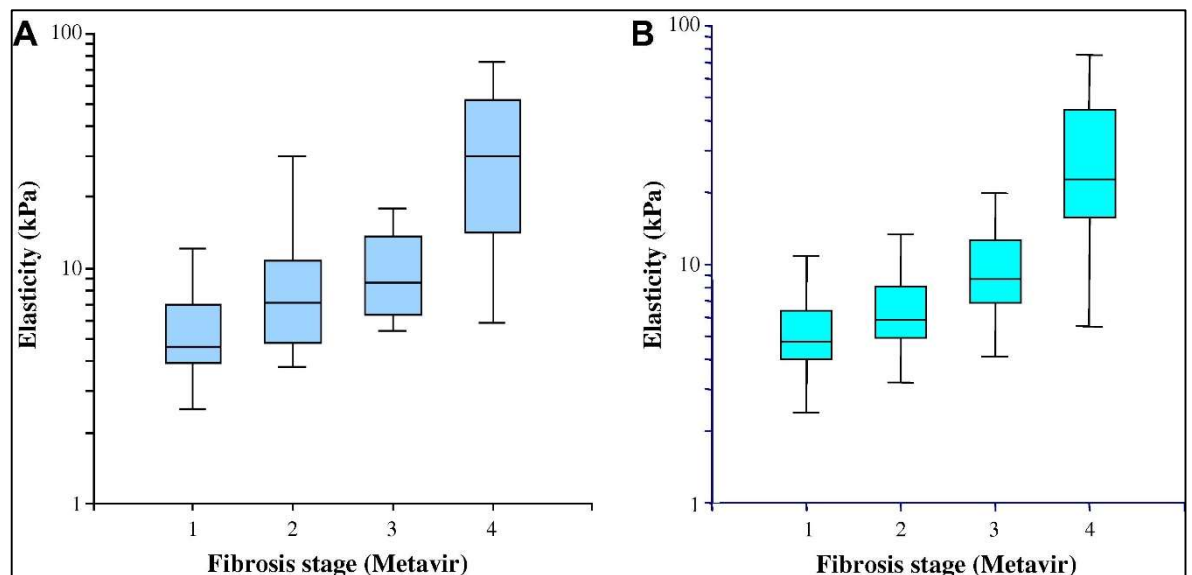 A
100
10
1
Elasticity (kPa)
1 2 3 4
Fibrosis stage (Metavir)
B
100
10
1
Elasticity (kPa)
1 2 3 4
Fibrosis stage (Metavir)